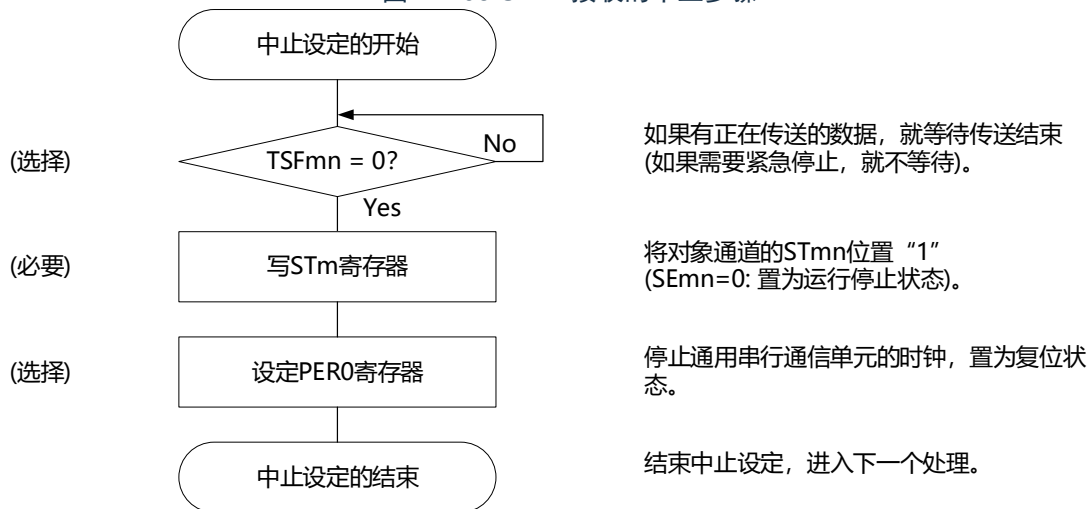 中止设定的开始
No
(选择)
TSFmn = 0?
如果有正在传送的数据，就等待传送结束
(如果需要紧急停止，就不等待)。
Yes
(必要)
写STm寄存器
将对象通道的STmn位置“1”
(SEmn=0: 置为运行停止状态)。
(选择)
设定PER0寄存器
停止通用串行通信单元的时钟，置为复位状
态。
中止设定的结束
结束中止设定，进入下一个处理。